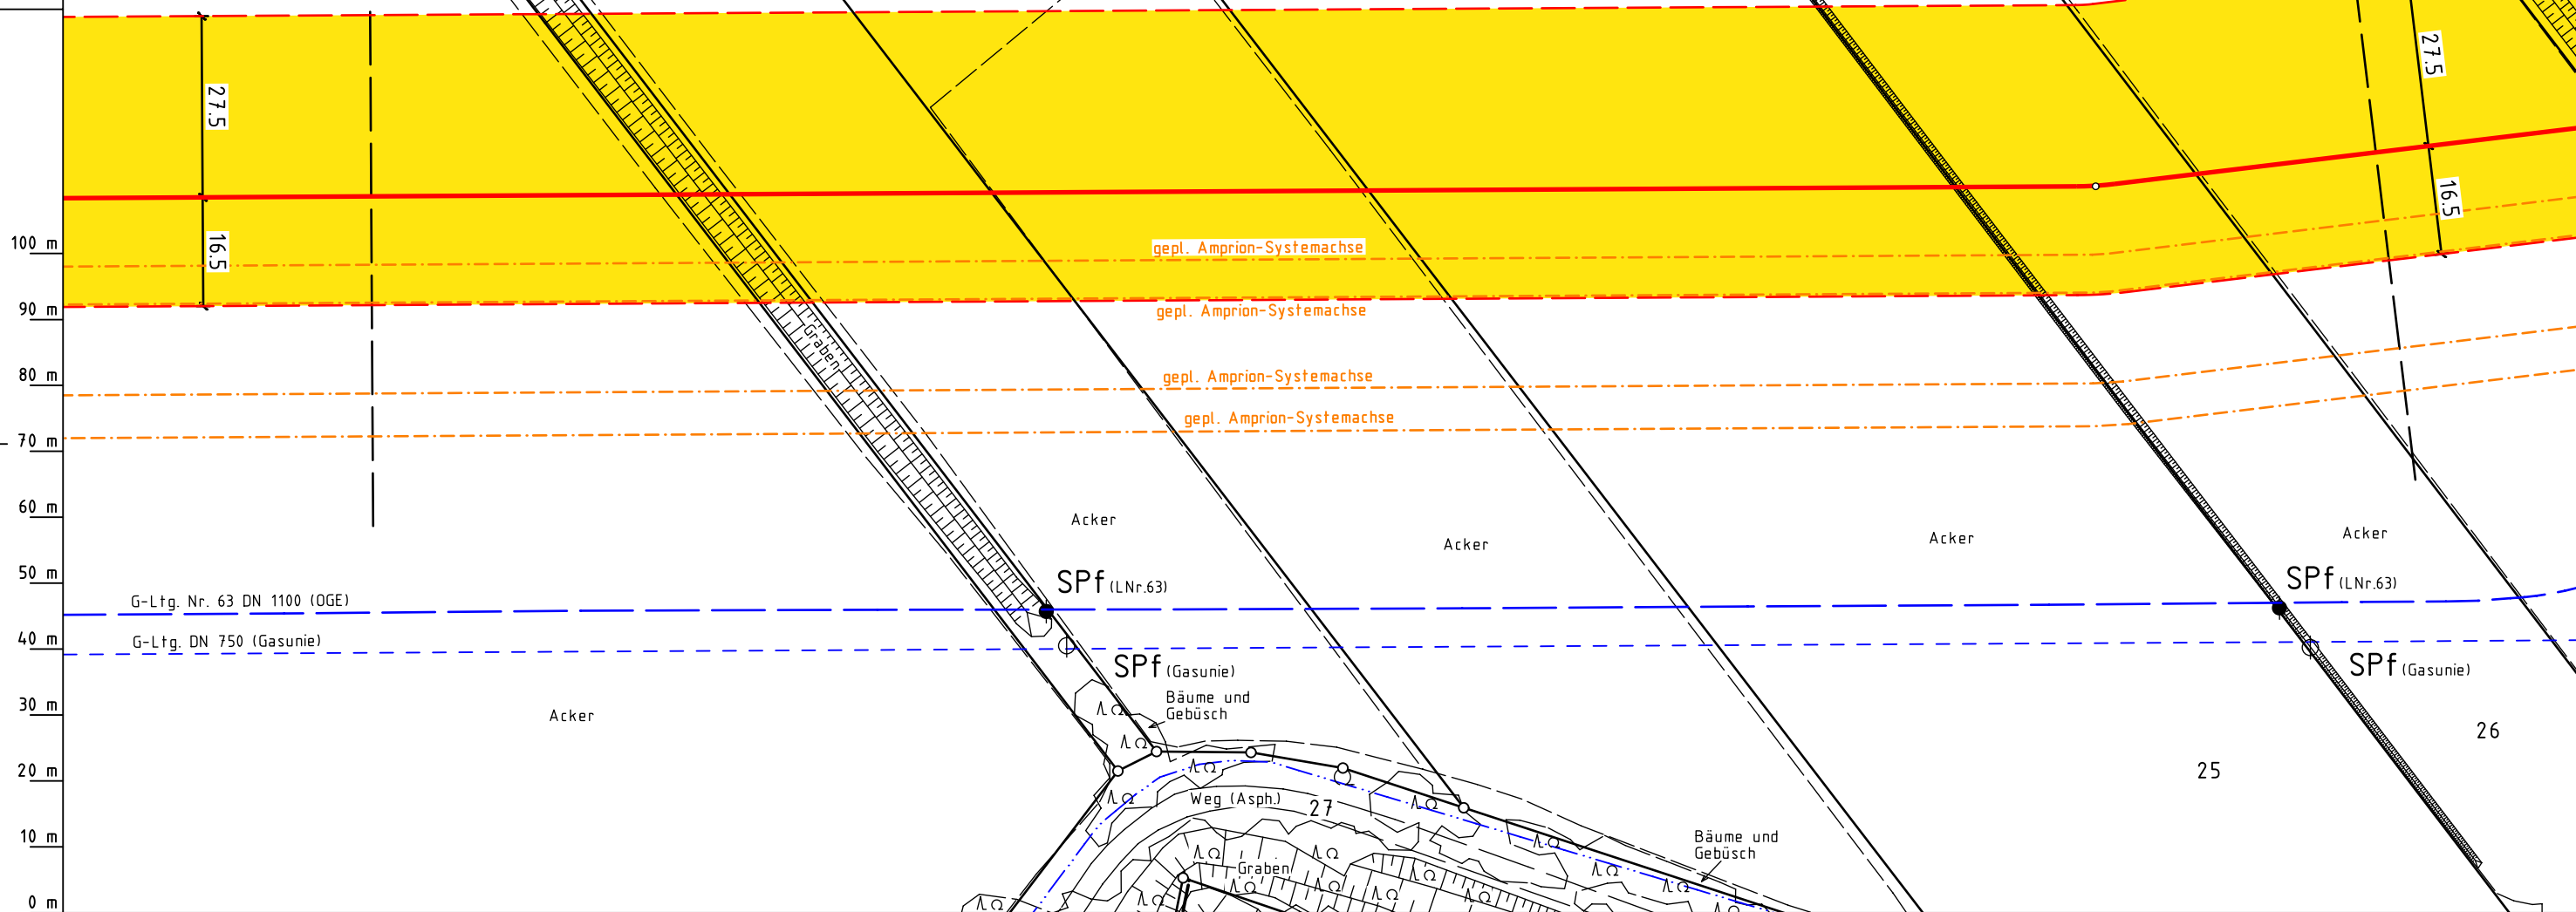 27.5
27.5
16.5
16.5
100 m
90 m
80 m
70 m
60 m
50 m
40 m
30 m
20 m
10 m
0 m
gepl. Amprion-Systemachse
gepl. Amprion-Systemachse
gepl. Amprion-Systemachse
gepl. Amprion-Systemachse
Graben
Acker
Acker
Acker
Acker
SPf (LNr.63)
SPf (LNr.63)
G-Ltg. Nr. 63 DN 1100 (OGE)
G-Ltg. DN 750 (Gasunie)
SPf (Gasunie)
SPf (Gasunie)
Acker
Bäume und
Gebüsch
26
25
Weg (Asph.)
27
Bäume und
Gebüsch
Graben